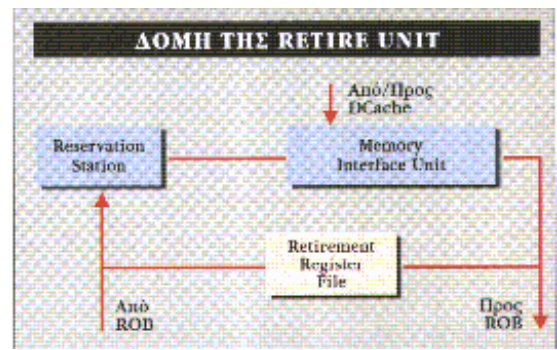 ΔΟΜΗ ΤΗΣ RETIRE UNIT
Από/Προς
DCache
Reservation
Station
Memory
Interface Unit
Retirement
Register
File
Από
ROB
Προς
ROB